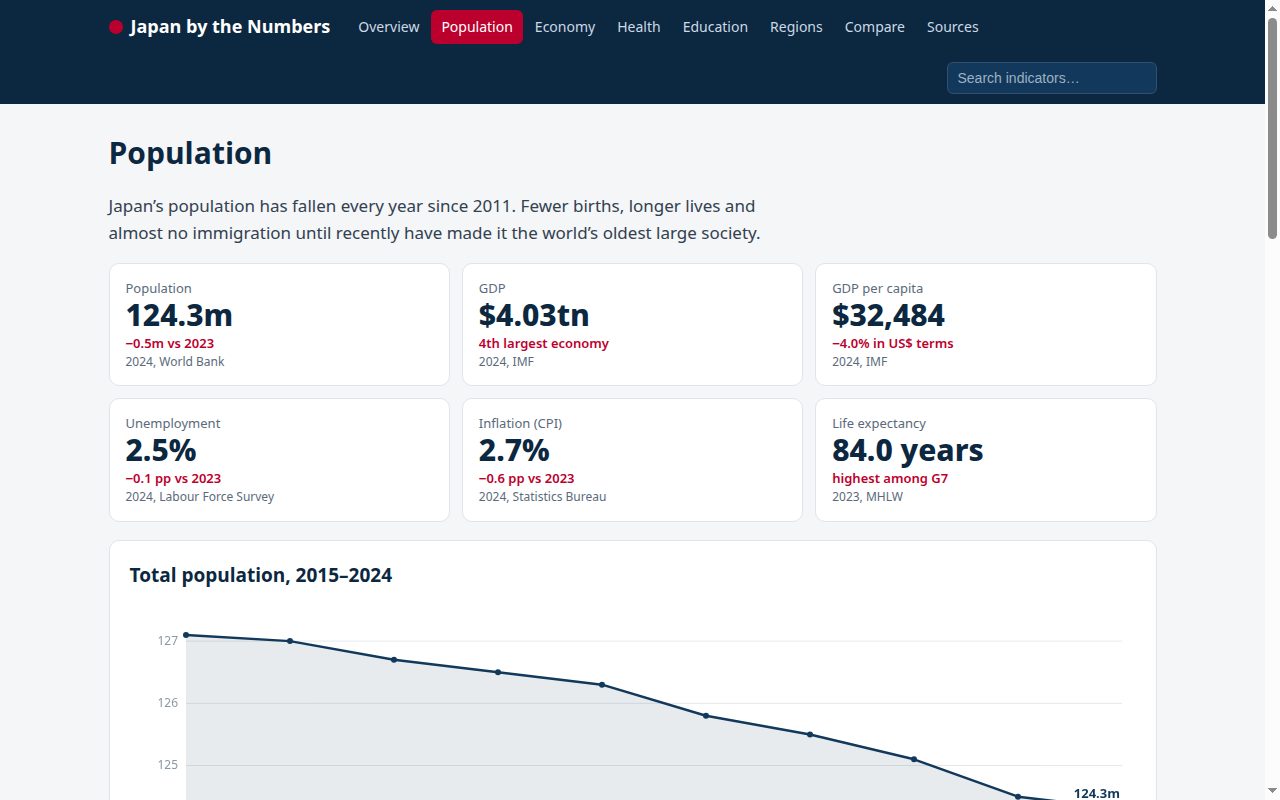 Japan by the Numbers
Overview
Population
Economy
Health
Education
Regions
Compare
Sources
Search indicators…
Population
Japan’s population has fallen every year since 2011. Fewer births, longer lives and
almost no immigration until recently have made it the world’s oldest large society.
Population
124.3m
−0.5m vs 2023
2024, World Bank
GDP
$4.03tn
4th largest economy
2024, IMF
GDP per capita
$32,484
−4.0% in US$ terms
2024, IMF
Unemployment
2.5%
−0.1 pp vs 2023
2024, Labour Force Survey
Inflation (CPI)
2.7%
−0.6 pp vs 2023
2024, Statistics Bureau
Life expectancy
84.0 years
highest among G7
2023, MHLW
Total population, 2015–2024
127
126
125
124.3m